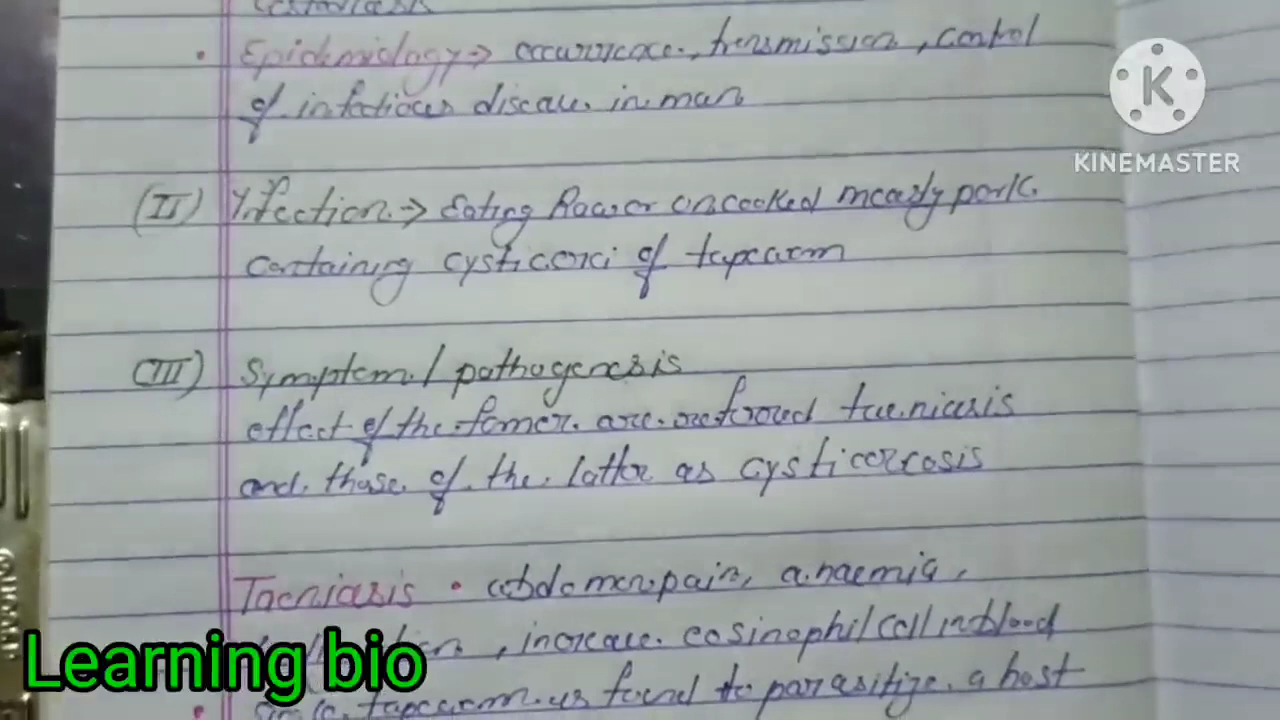 • Epidemiology → occurrence, transmission, control
of infectious disease in man
(II) Infection → Eating Raw or uncooked measly pork
containing cysticerci of tapeworm
(III) Symptom / pathogenesis
effect of the former are referred taeniasis
and those of the latter as cysticercosis
Taeniasis • abdomen pain, anaemia,
, increase eosinophil cell in blood
tapeworm is found to parasitize a host
K
KINEMASTER
Learning bio